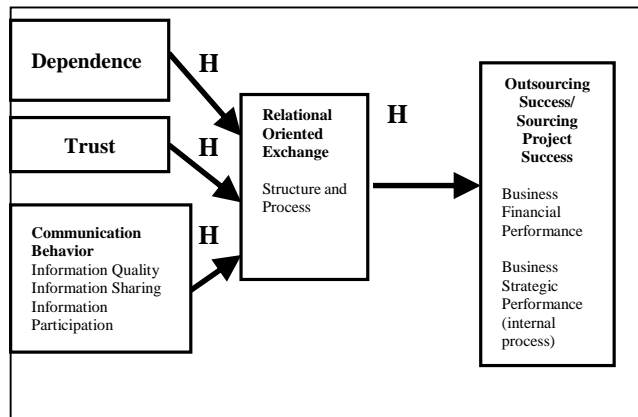 Dependence
H
Trust
H
Communication
Behavior
Information Quality
Information Sharing
Information
Participation
H
Relational
Oriented
Exchange
Structure and
Process
H
Outsourcing
Success/
Sourcing
Project
Success
Business
Financial
Performance
Business
Strategic
Performance
(internal
process)